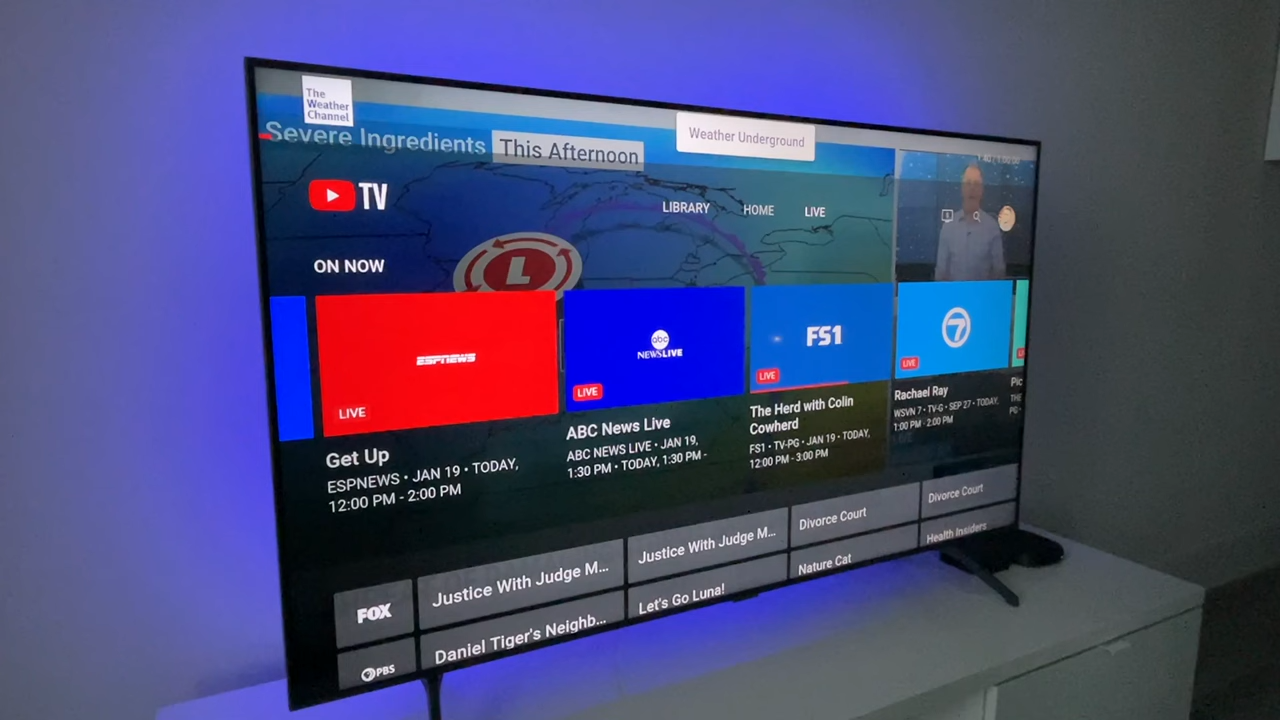 The
Weather
Channel
Severe Ingredients This Afternoon
Weather Underground
TV
LIBRARY HOME LIVE
ON NOW
ESPNEWS
LIVE
Get Up
ESPNEWS • JAN 19 • TODAY,
12:00 PM - 2:00 PM
abc
NEWS LIVE
LIVE
ABC News Live
ABC NEWS LIVE • JAN 19,
1:30 PM • TODAY, 1:30 PM -
FS1
LIVE
The Herd with Colin
Cowherd
FS1 • TV-PG • JAN 19 • TODAY,
12:00 PM - 3:00 PM
7
LIVE
Rachael Ray
WSVN 7 • TV-G • SEP 27 • TODAY,
1:00 PM - 2:00 PM
Pic
THE
PG •
L
FOX
Justice With Judge M...
Justice With Judge M...
Divorce Court
Divorce Court
PBS
Daniel Tiger's Neighb...
Let's Go Luna!
Nature Cat
Health Insiders